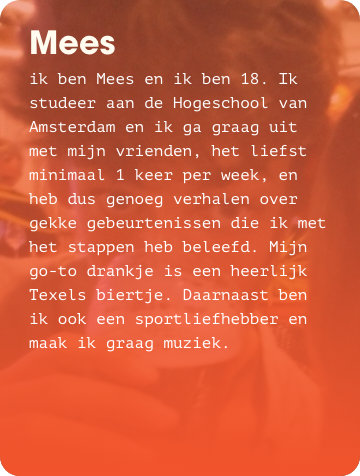 Mees
ik ben Mees en ik ben 18. Ik
studeer aan de Hogeschool van
Amsterdam en ik ga graag uit
met mijn vrienden, het liefst
minimaal 1 keer per week, en
heb dus genoeg verhalen over
gekke gebeurtenissen die ik met
het stappen heb beleefd. Mijn
go-to drankje is een heerlijk
Texels biertje. Daarnaast ben
ik ook een sportliefhebber en
maak ik graag muziek.